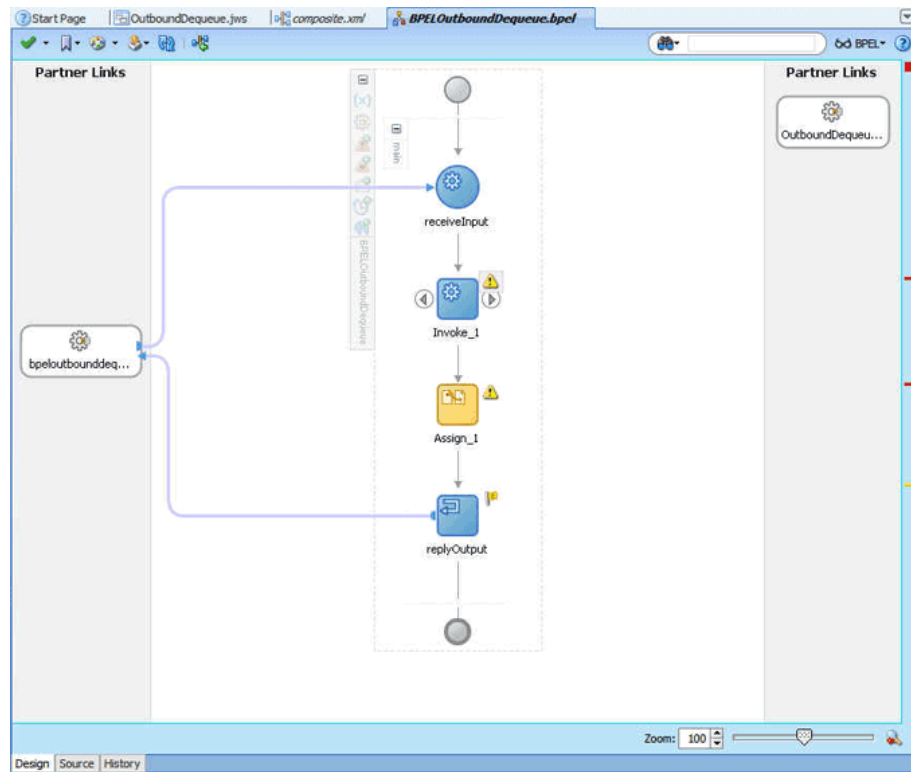 Start Page
OutboundDequeue.jws
composite.xml
BPELOutboundDequeue.bpel
BPEL
Partner Links
Partner Links
main
OutboundDequeu...
receiveInput
BPELOutboundDequeue
Invoke_1
bpeloutbounddeq...
Assign_1
replyOutput
Zoom: 100
Design Source History